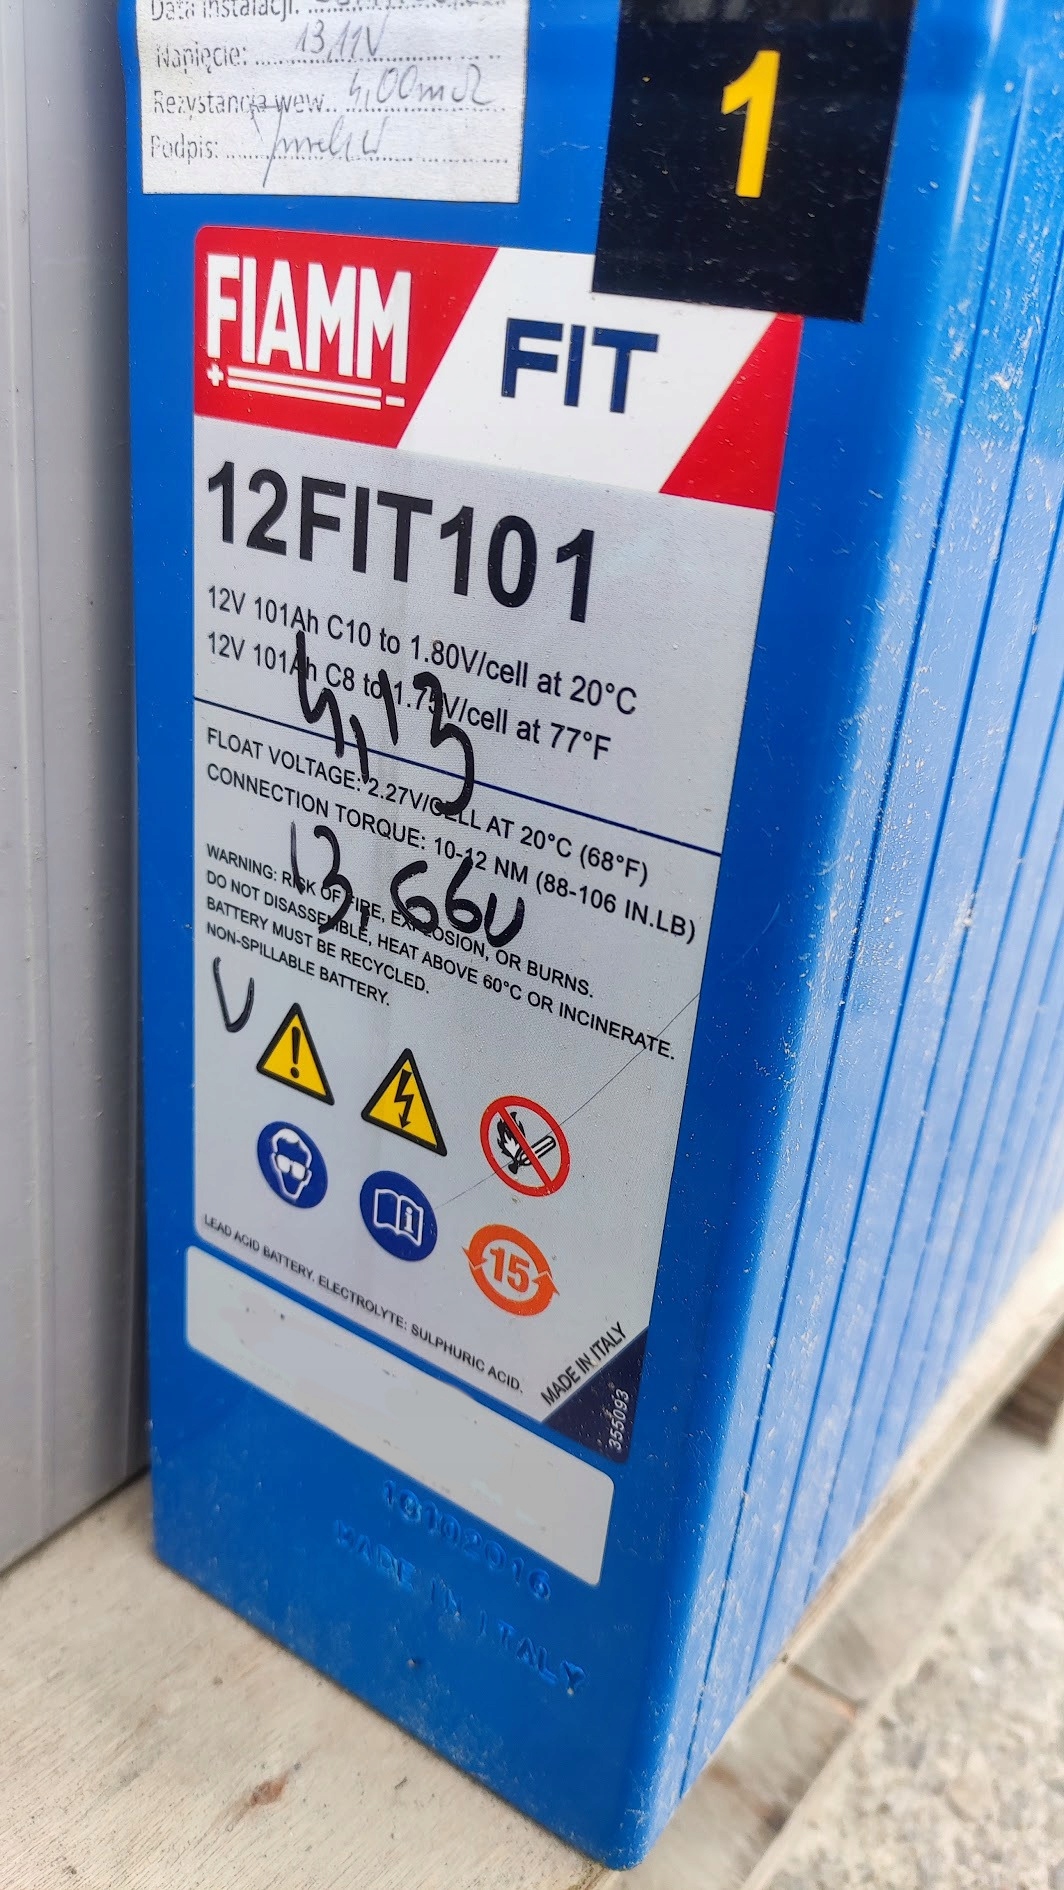 Data instalacji:
Napięcie: 13,11V
Rezystancja wew. 4,00mΩ
Podpis:
1
FIAMM
+ -
FIT
12FIT101
12V 101Ah C10 to 1.80V/cell at 20°C
12V 101Ah C8 to 1.75V/cell at 77°F
4,13
FLOAT VOLTAGE: 2.27V/CELL AT 20°C (68°F)
CONNECTION TORQUE: 10-12 NM (88-106 IN.LB)
13,66V
WARNING: RISK OF FIRE, EXPLOSION, OR BURNS.
DO NOT DISASSEMBLE, HEAT ABOVE 60°C OR INCINERATE.
BATTERY MUST BE RECYCLED.
NON-SPILLABLE BATTERY.
V
15
LEAD ACID BATTERY. ELECTROLYTE: SULPHURIC ACID.
MADE IN ITALY
355093
MADE IN ITALY